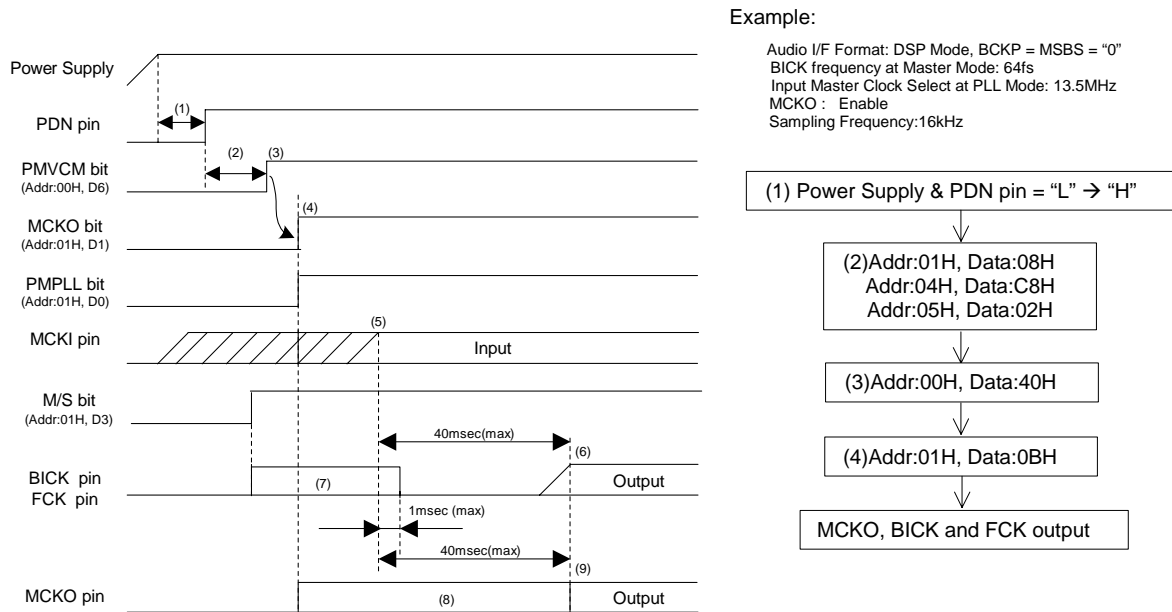 Example:
Audio I/F Format: DSP Mode, BCKP = MSBS = “0”
BICK frequency at Master Mode: 64fs
Input Master Clock Select at PLL Mode: 13.5MHz
MCKO : Enable
Sampling Frequency:16kHz
Power Supply
(1)
PDN pin
(2)
(3)
PMVCM bit
(Addr:00H, D6)
(4)
MCKO bit
(Addr:01H, D1)
PMPLL bit
(Addr:01H, D0)
(5)
MCKI pin
Input
M/S bit
(Addr:01H, D3)
40msec(max)
(6)
BICK pin
FCK pin
(7)
Output
1msec (max)
40msec(max)
(9)
MCKO pin
(8)
Output
(1) Power Supply & PDN pin = “L” → “H”
(2)Addr:01H, Data:08H
Addr:04H, Data:C8H
Addr:05H, Data:02H
(3)Addr:00H, Data:40H
(4)Addr:01H, Data:0BH
MCKO, BICK and FCK output